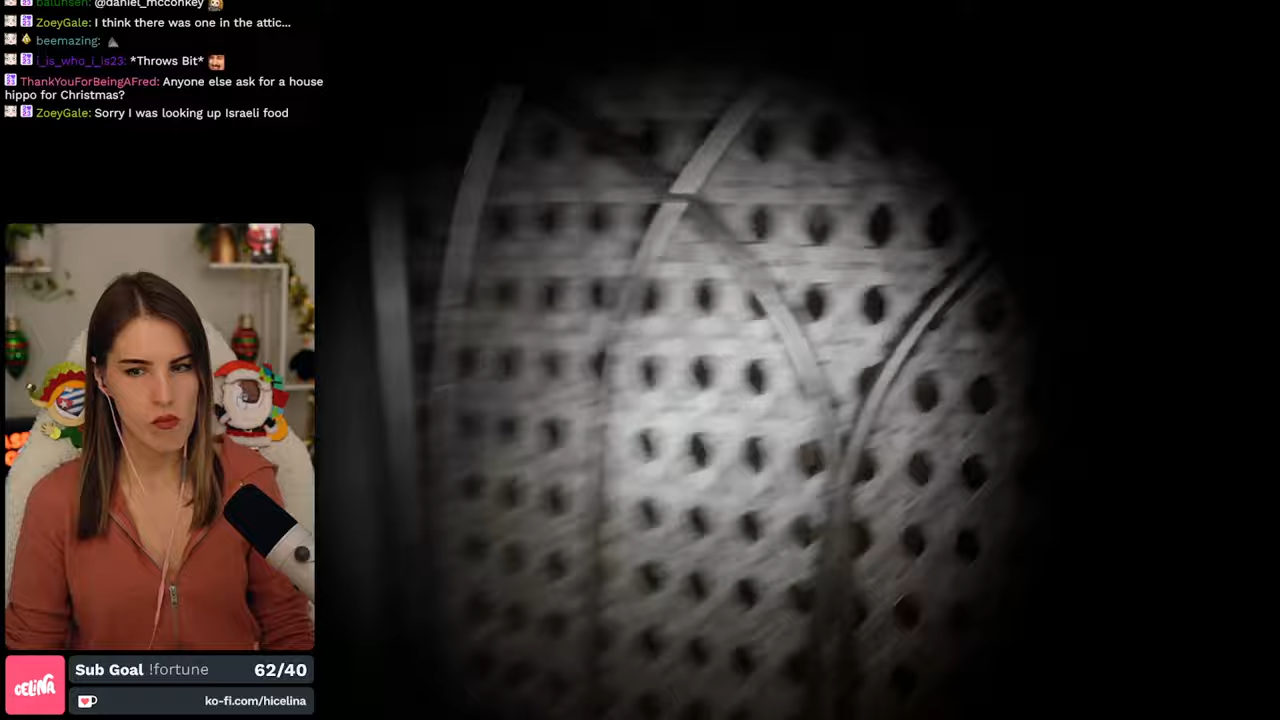 balunsen: @daniel_mcconkey
ZoeyGale: I think there was one in the attic...
beemazing:
i_is_who_i_is23: *Throws Bit*
ThankYouForBeingAFred: Anyone else ask for a house
hippo for Christmas?
ZoeyGale: Sorry I was looking up Israeli food
CELINA
Sub Goal !fortune 62/40
ko-fi.com/hicelina